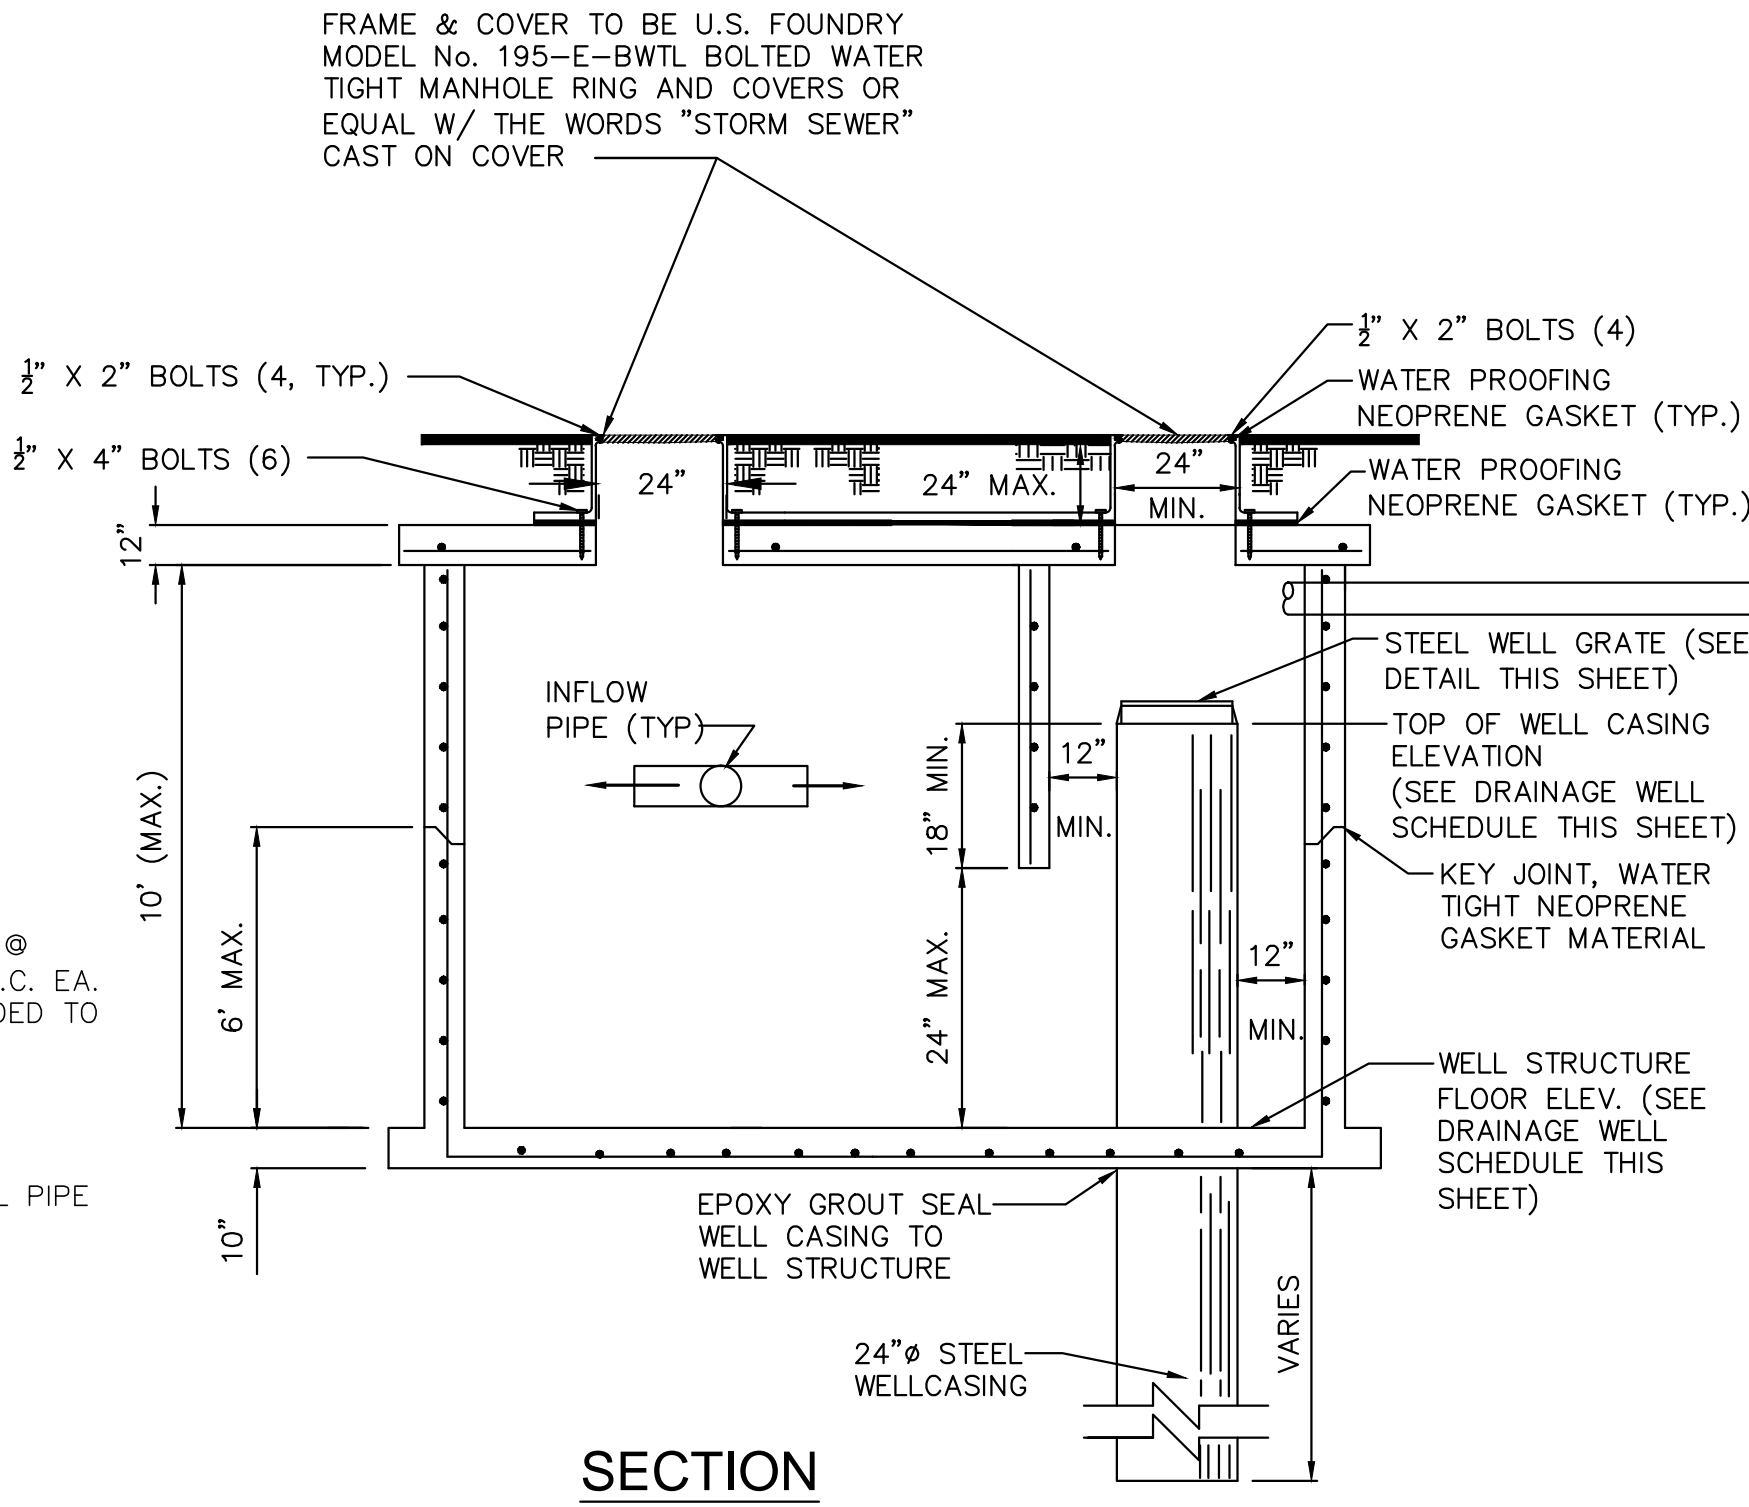 FRAME & COVER TO BE U.S. FOUNDRY
MODEL No. 195-E-BWTL BOLTED WATER
TIGHT MANHOLE RING AND COVERS OR
EQUAL W/ THE WORDS "STORM SEWER"
CAST ON COVER
½" X 2" BOLTS (4, TYP.)
½" X 4" BOLTS (6)
½" X 2" BOLTS (4)
WATER PROOFING
NEOPRENE GASKET (TYP.)
WATER PROOFING
NEOPRENE GASKET (TYP.)
24"
24" MAX.
24"
MIN.
12"
STEEL WELL GRATE (SEE
DETAIL THIS SHEET)
INFLOW
PIPE (TYP)
TOP OF WELL CASING
ELEVATION
(SEE DRAINAGE WELL
SCHEDULE THIS SHEET)
18" MIN.
12"
MIN.
10' (MAX.)
KEY JOINT, WATER
TIGHT NEOPRENE
GASKET MATERIAL
@
.C. EA.
DED TO
6' MAX.
24" MAX.
12"
MIN.
WELL STRUCTURE
FLOOR ELEV. (SEE
DRAINAGE WELL
SCHEDULE THIS
SHEET)
L PIPE
10"
EPOXY GROUT SEAL
WELL CASING TO
WELL STRUCTURE
VARIES
24"ø STEEL
WELLCASING
SECTION